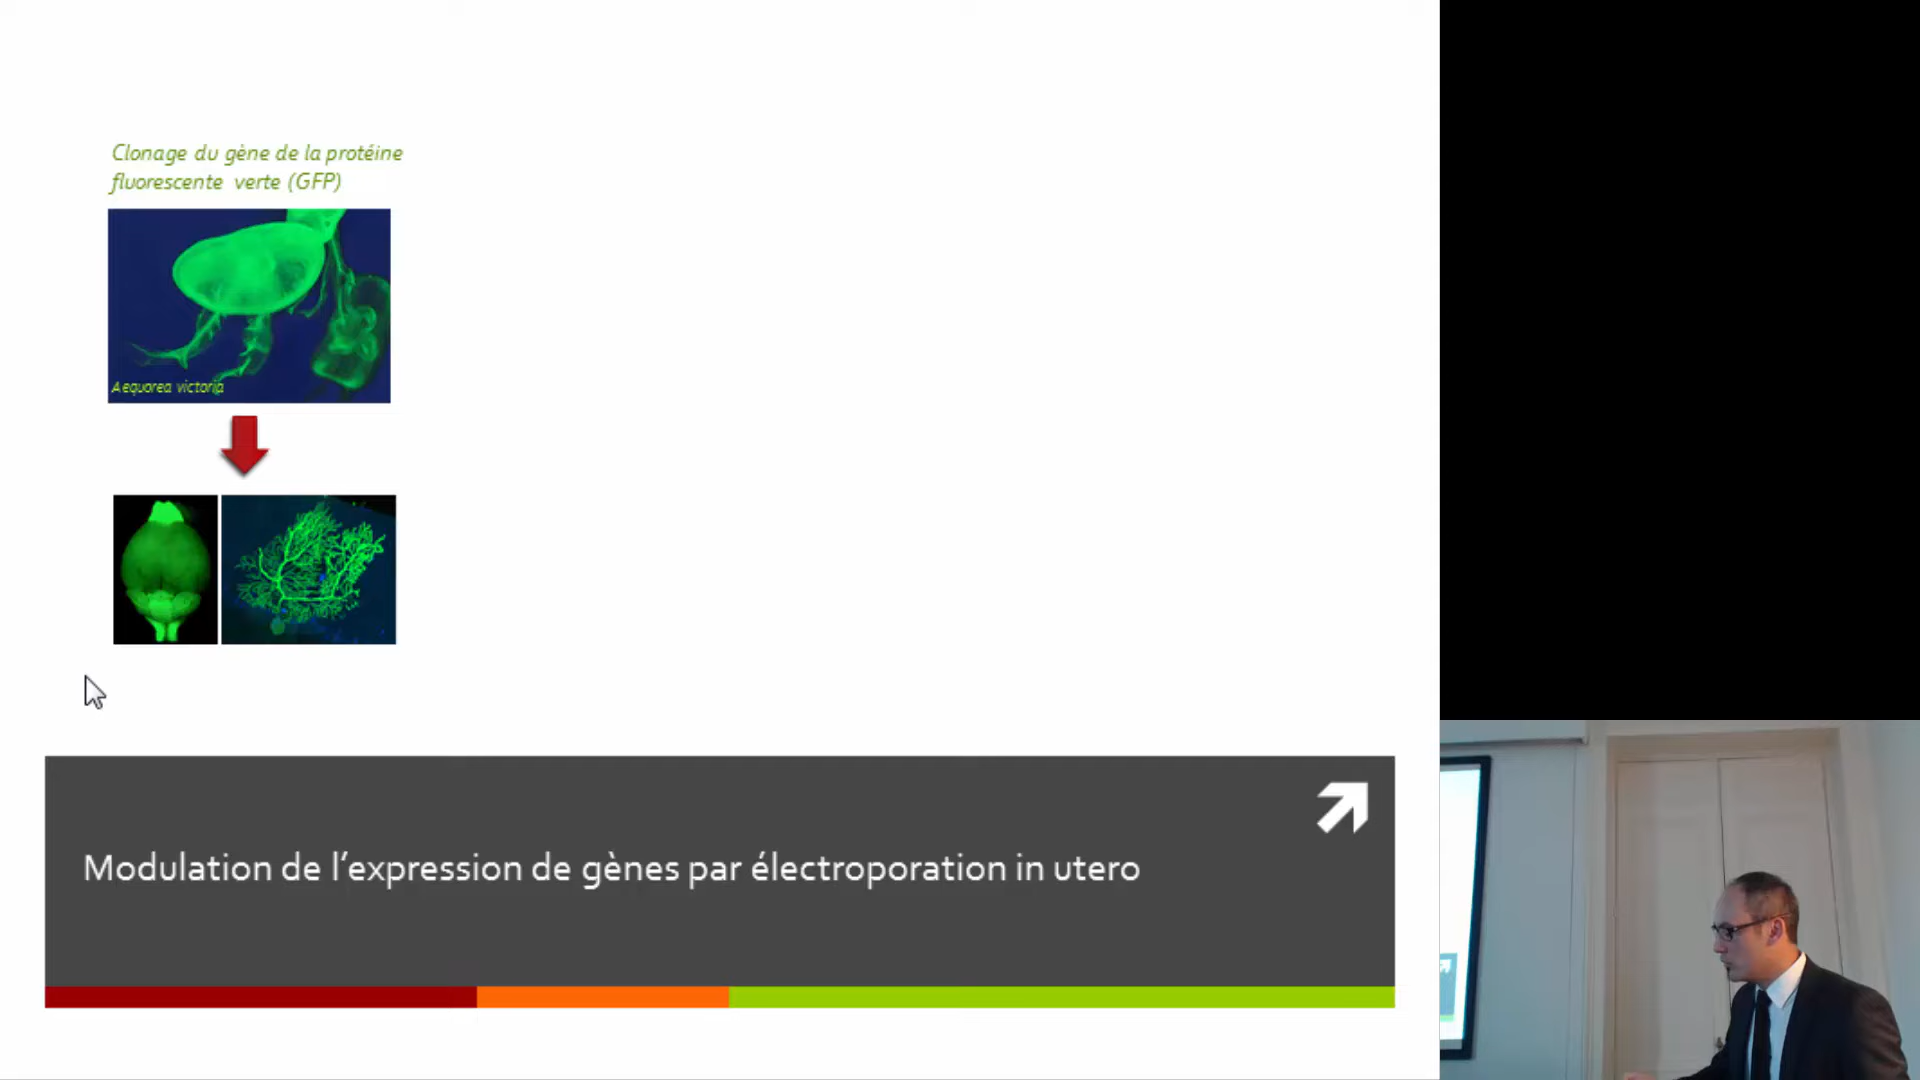 Clonage du gène de la protéine
fluorescente verte (GFP)
Aequorea victoria
Modulation de l’expression de gènes par électroporation in utero